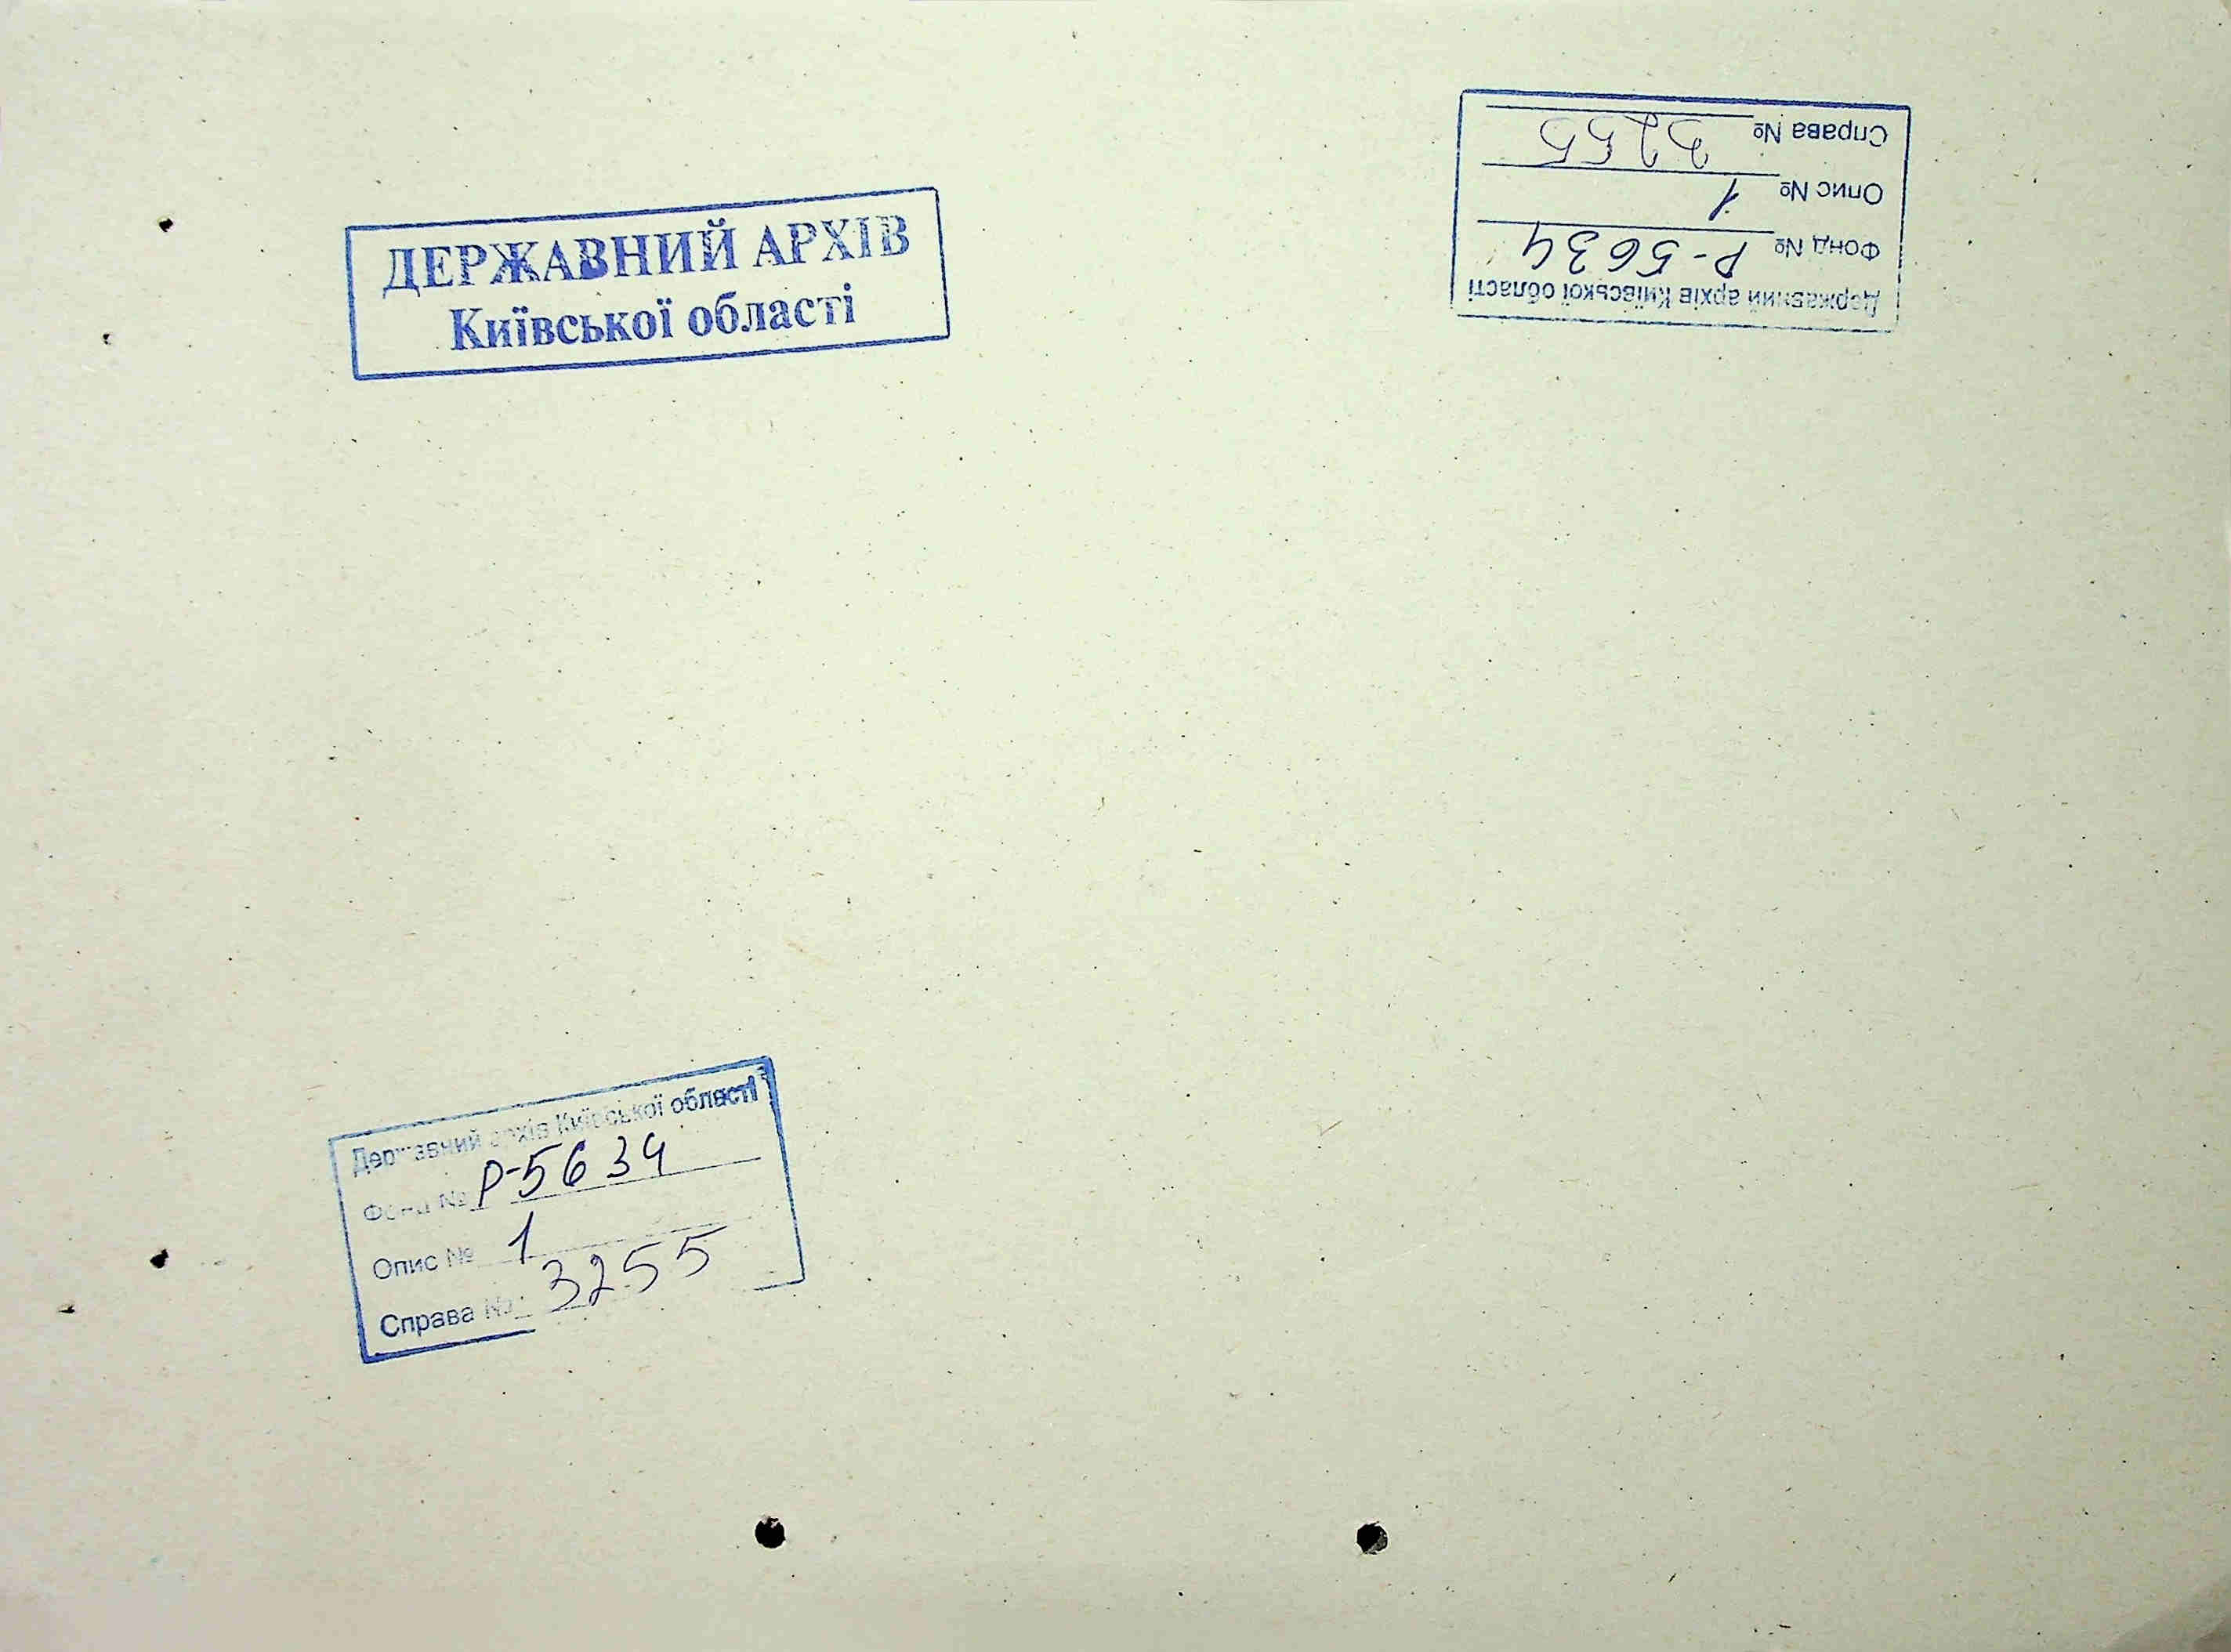 ДЕРЖАВНИЙ АРХІВ
Київської області
Державний архів Київської області
Фонд № Р-5634
Опис № 1
Справа № 3255
Державний архів Київської області
Фонд № Р-5634
Опис № 1
Справа № 3255